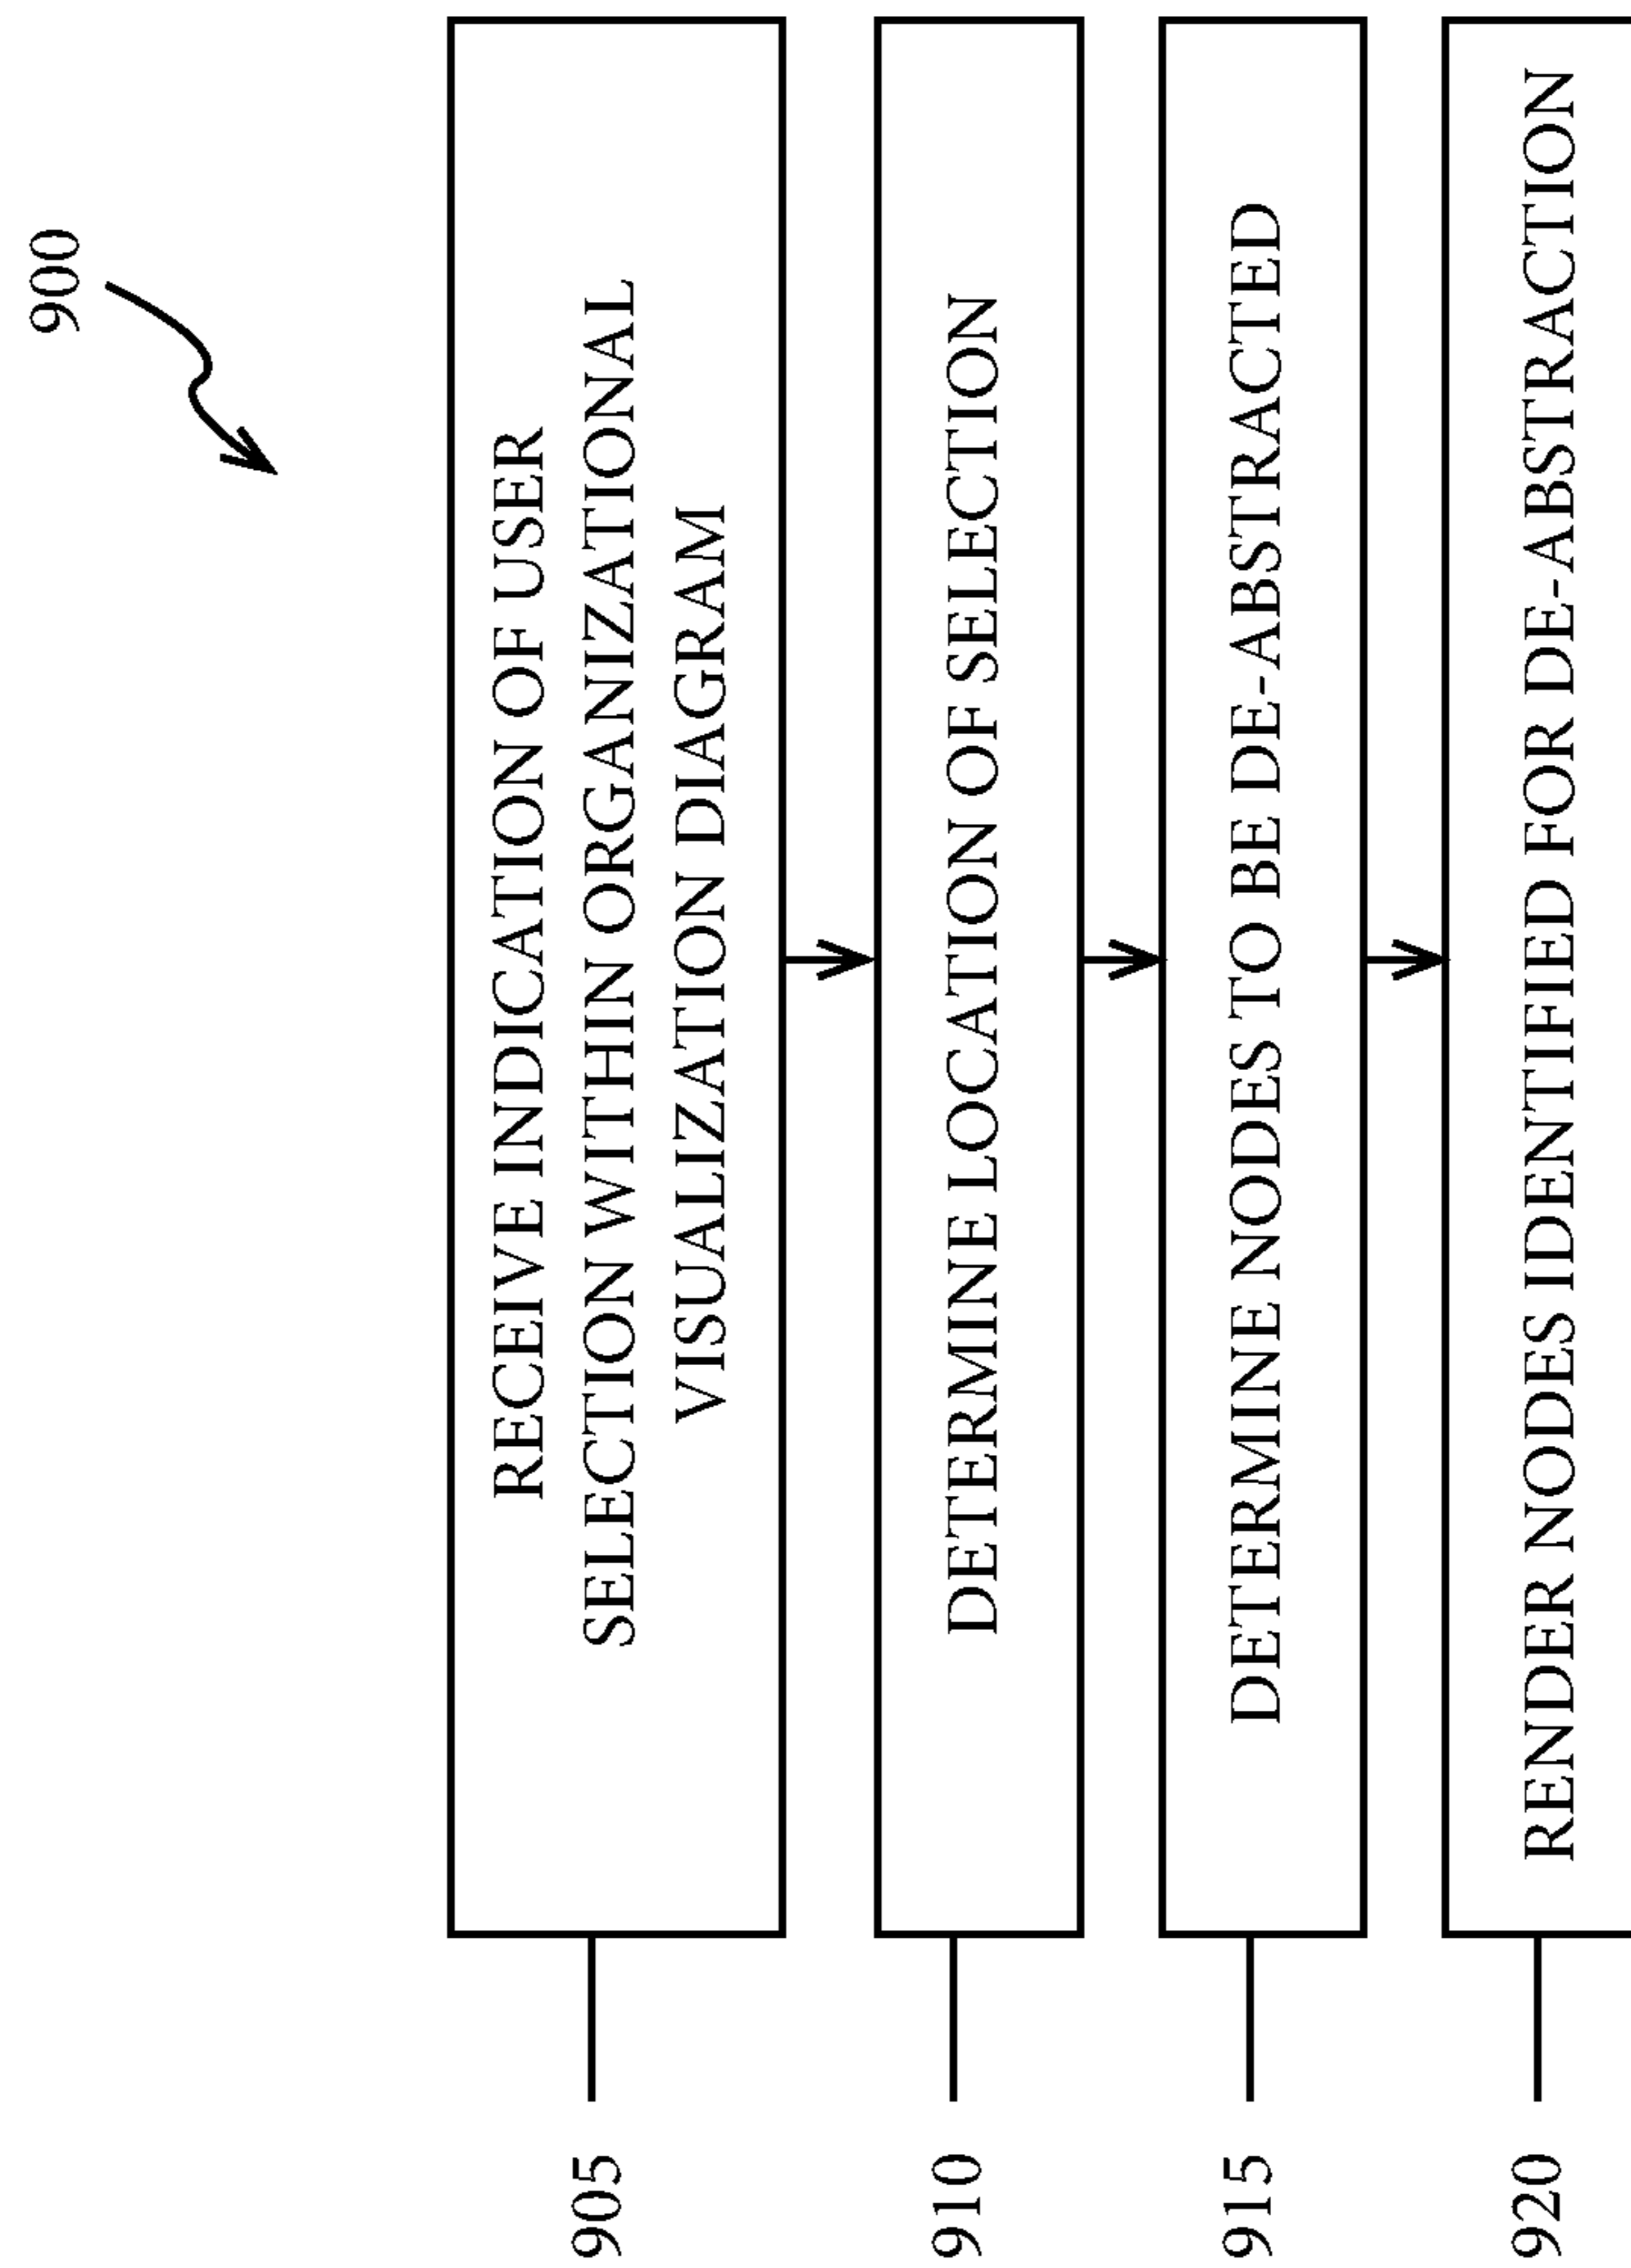 900
905
RECEIVE INDICATION OF USER
SELECTION WITHIN ORGANIZATIONAL
VISUALIZATION DIAGRAM
910
DETERMINE LOCATION OF SELECTION
915
DETERMINE NODES TO BE DE-ABSTRACTED
920
RENDER NODES IDENTIFIED FOR DE-ABSTRACTION